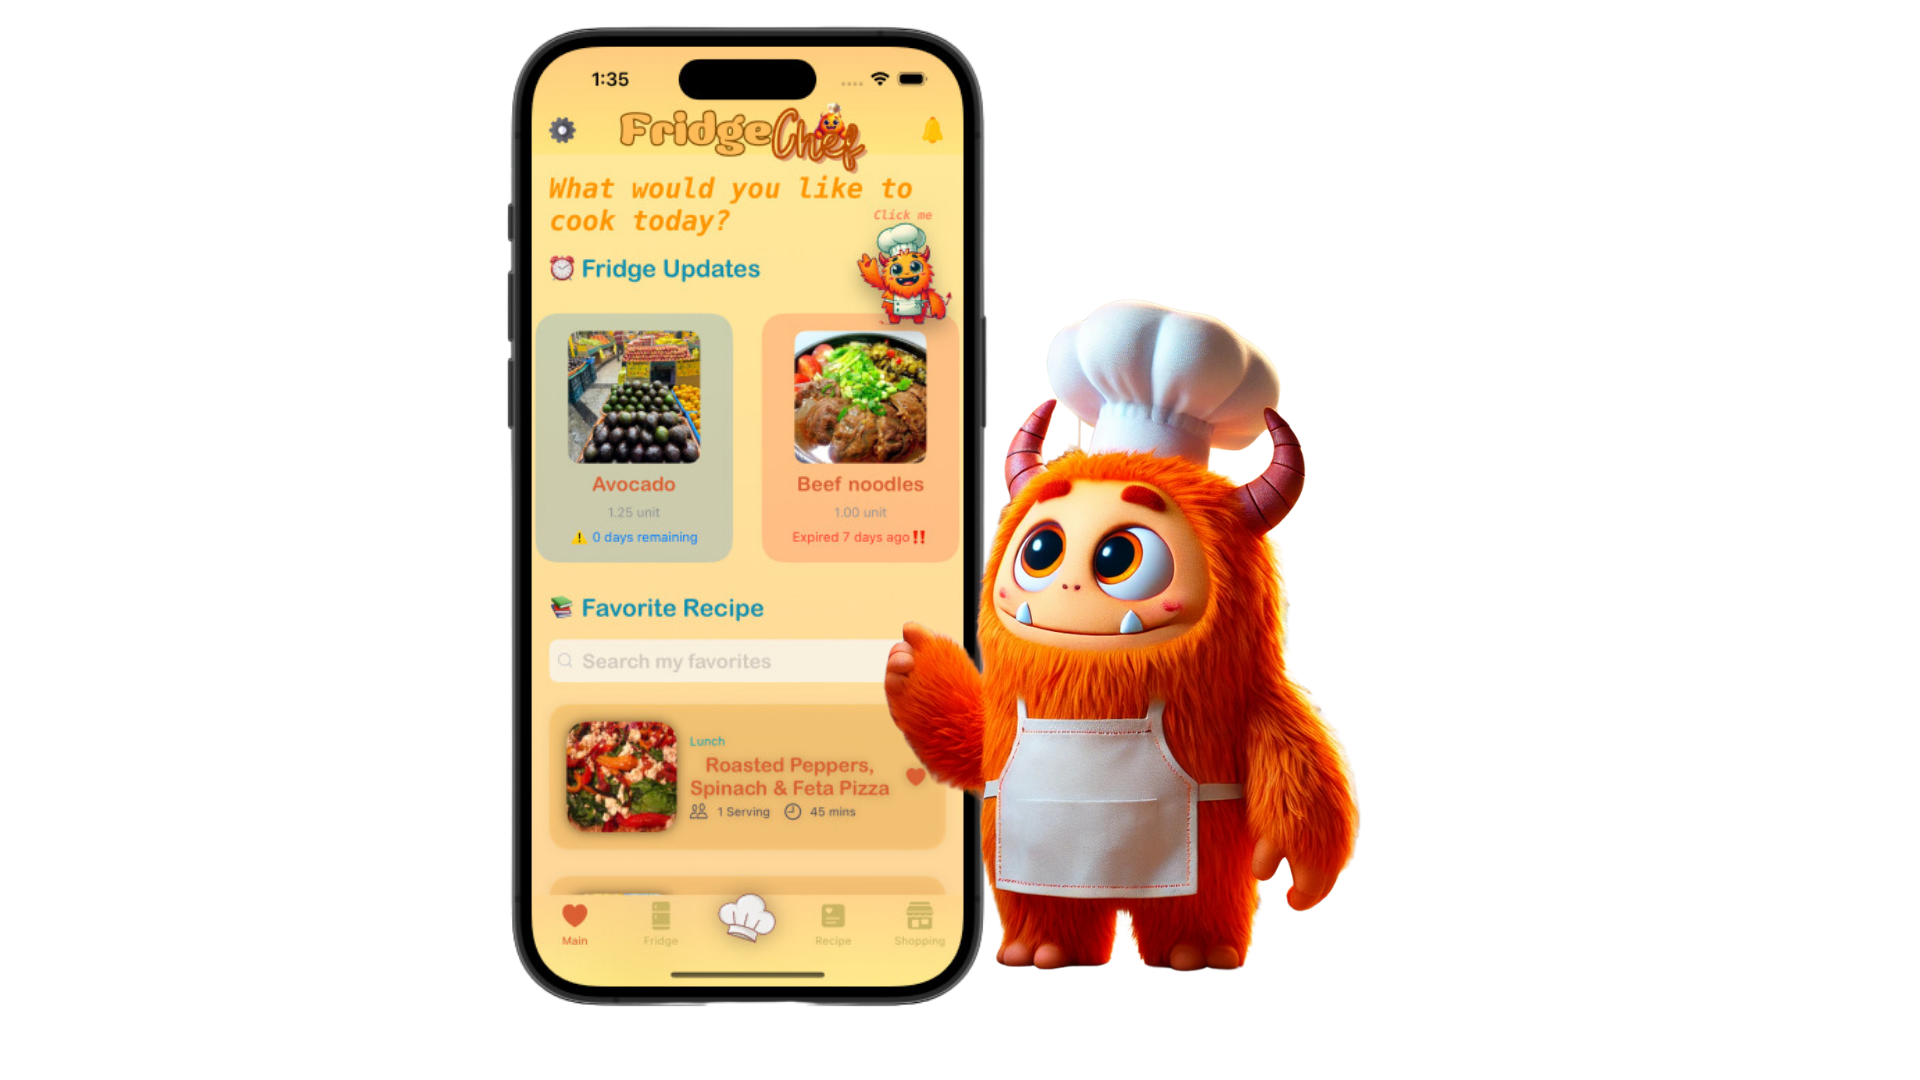 1:35
FridgeChef
What would you like to
cook today?
Click me
Fridge Updates
Avocado
1.25 unit
0 days remaining
Beef noodles
1.00 unit
Expired 7 days ago‼️
Favorite Recipe
Search my favorites
Lunch
Roasted Peppers,
Spinach & Feta Pizza
1 Serving 45 mins
Main Fridge Recipe Shopping